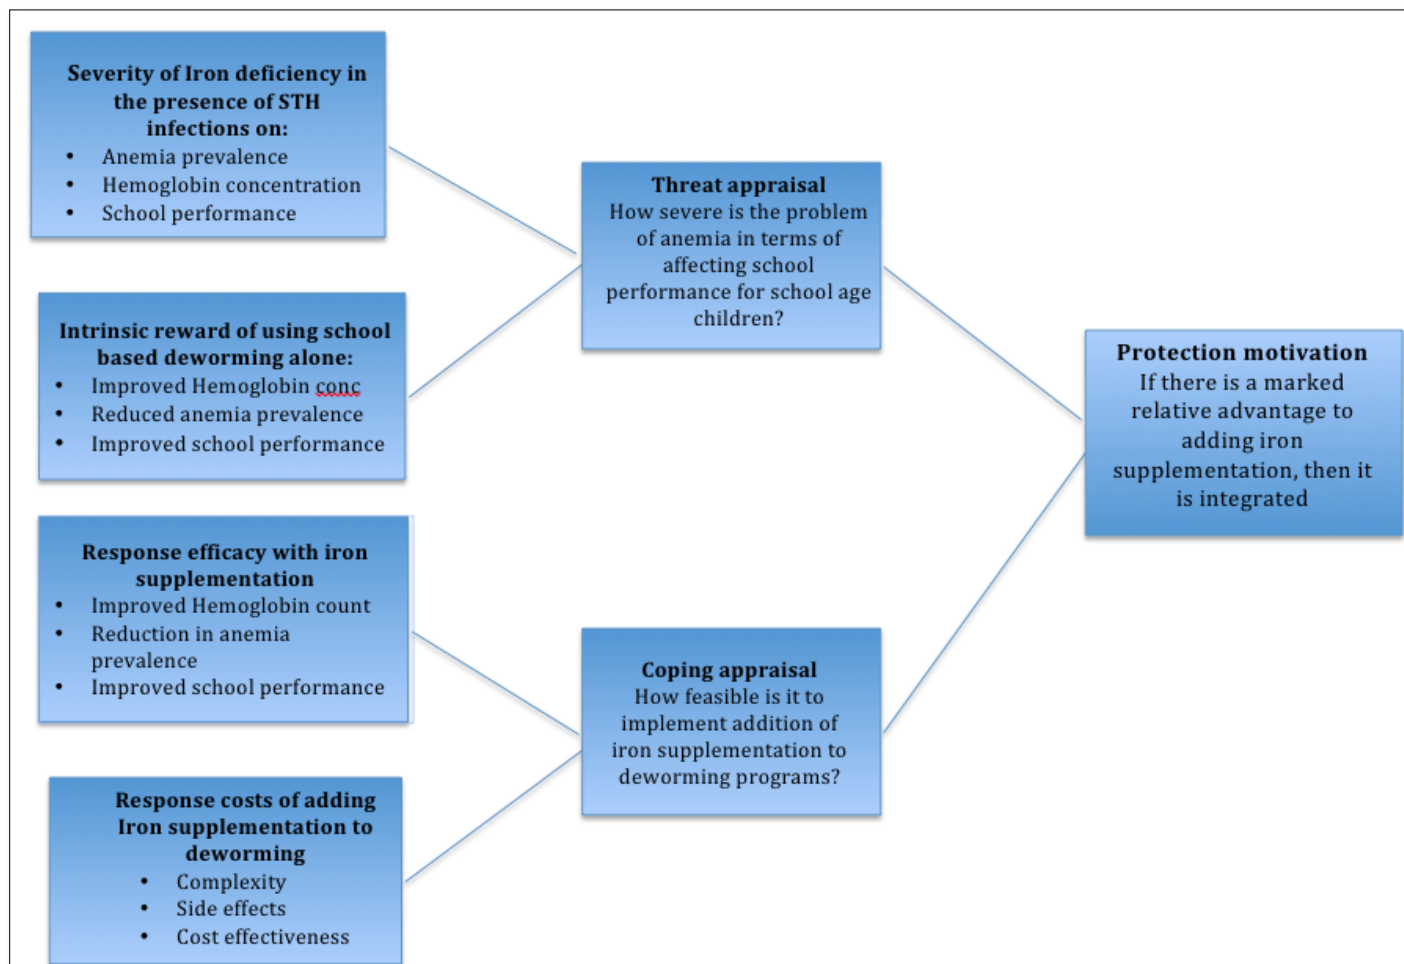 Severity of Iron deficiency in
the presence of STH
infections on:
• Anemia prevalence
• Hemoglobin concentration
• School performance
Intrinsic reward of using school
based deworming alone:
• Improved Hemoglobin conc
• Reduced anemia prevalence
• Improved school performance
Response efficacy with iron
supplementation
• Improved Hemoglobin count
• Reduction in anemia
prevalence
• Improved school performance
Response costs of adding
Iron supplementation to
deworming
• Complexity
• Side effects
• Cost effectiveness
Threat appraisal
How severe is the problem
of anemia in terms of
affecting school
performance for school age
children?
Coping appraisal
How feasible is it to
implement addition of
iron supplementation to
deworming programs?
Protection motivation
If there is a marked
relative advantage to
adding iron
supplementation, then it
is integrated